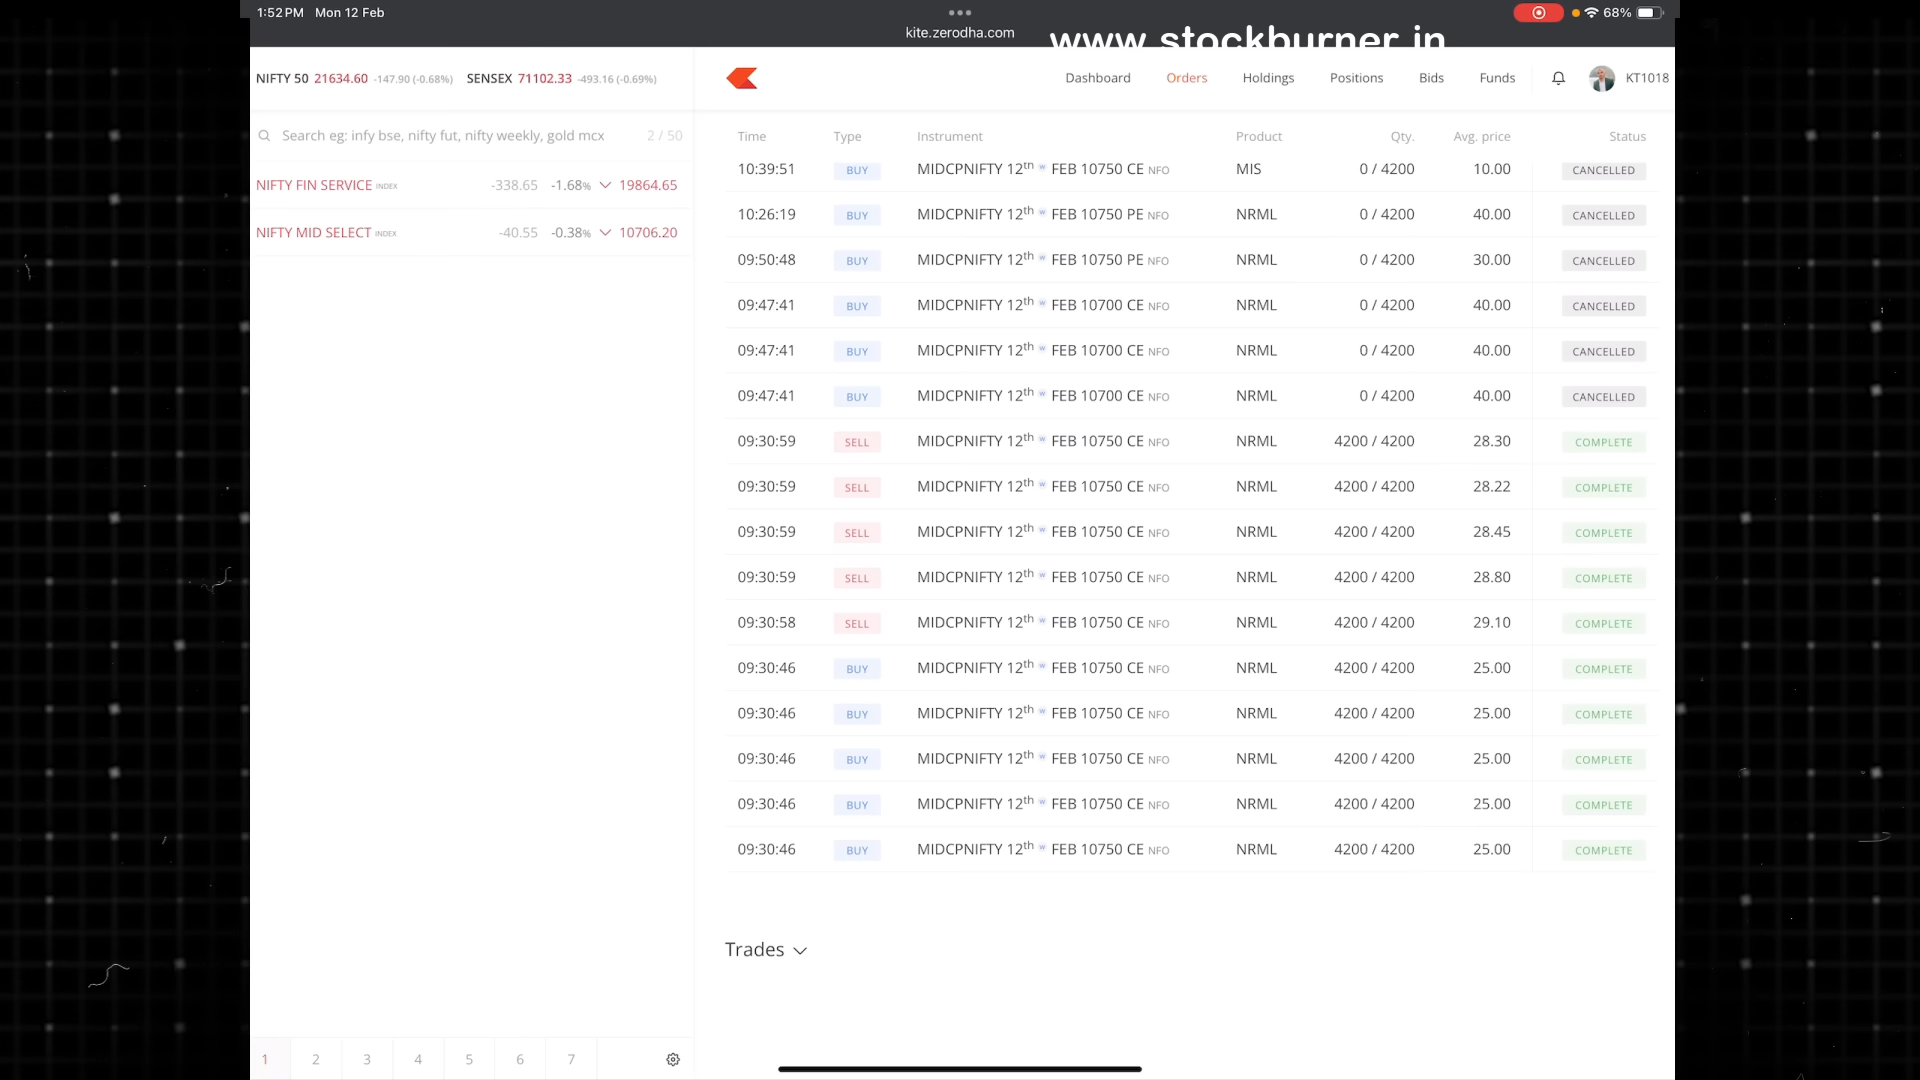 1:52 PM Mon 12 Feb
68%
kite.zerodha.com
www.stockburner.in
NIFTY 50 21634.60 -147.90 (-0.68%) SENSEX 71102.33 -493.16 (-0.69%)
Dashboard Orders Holdings Positions Bids Funds KT1018
Search eg: infy bse, nifty fut, nifty weekly, gold mcx 2 / 50
NIFTY FIN SERVICE INDEX -338.65 -1.68% 19864.65
NIFTY MID SELECT INDEX -40.55 -0.38% 10706.20
Time Type Instrument Product Qty. Avg. price Status
10:39:51 BUY MIDCPNIFTY 12th w FEB 10750 CE NFO MIS 0 / 4200 10.00 CANCELLED
10:26:19 BUY MIDCPNIFTY 12th w FEB 10750 PE NFO NRML 0 / 4200 40.00 CANCELLED
09:50:48 BUY MIDCPNIFTY 12th w FEB 10750 PE NFO NRML 0 / 4200 30.00 CANCELLED
09:47:41 BUY MIDCPNIFTY 12th w FEB 10700 CE NFO NRML 0 / 4200 40.00 CANCELLED
09:47:41 BUY MIDCPNIFTY 12th w FEB 10700 CE NFO NRML 0 / 4200 40.00 CANCELLED
09:47:41 BUY MIDCPNIFTY 12th w FEB 10700 CE NFO NRML 0 / 4200 40.00 CANCELLED
09:30:59 SELL MIDCPNIFTY 12th w FEB 10750 CE NFO NRML 4200 / 4200 28.30 COMPLETE
09:30:59 SELL MIDCPNIFTY 12th w FEB 10750 CE NFO NRML 4200 / 4200 28.22 COMPLETE
09:30:59 SELL MIDCPNIFTY 12th w FEB 10750 CE NFO NRML 4200 / 4200 28.45 COMPLETE
09:30:59 SELL MIDCPNIFTY 12th w FEB 10750 CE NFO NRML 4200 / 4200 28.80 COMPLETE
09:30:58 SELL MIDCPNIFTY 12th w FEB 10750 CE NFO NRML 4200 / 4200 29.10 COMPLETE
09:30:46 BUY MIDCPNIFTY 12th w FEB 10750 CE NFO NRML 4200 / 4200 25.00 COMPLETE
09:30:46 BUY MIDCPNIFTY 12th w FEB 10750 CE NFO NRML 4200 / 4200 25.00 COMPLETE
09:30:46 BUY MIDCPNIFTY 12th w FEB 10750 CE NFO NRML 4200 / 4200 25.00 COMPLETE
09:30:46 BUY MIDCPNIFTY 12th w FEB 10750 CE NFO NRML 4200 / 4200 25.00 COMPLETE
09:30:46 BUY MIDCPNIFTY 12th w FEB 10750 CE NFO NRML 4200 / 4200 25.00 COMPLETE
Trades
1 2 3 4 5 6 7